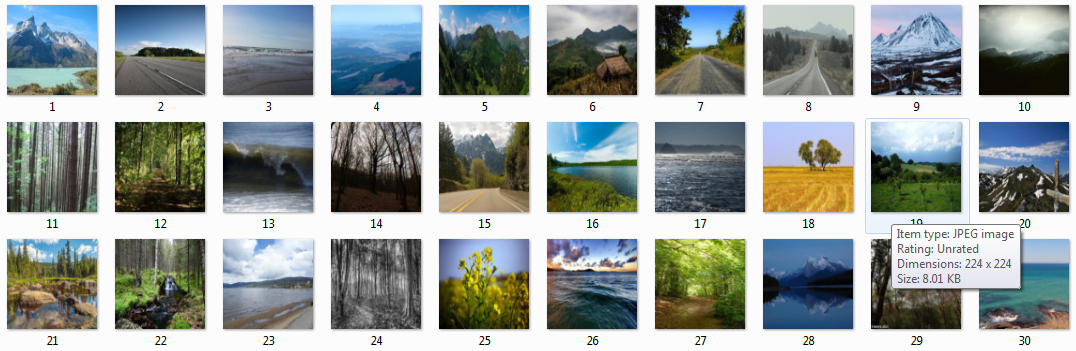 1 2 3 4 5 6 7 8 9 10
11 12 13 14 15 16 17 18 19 20
Item type: JPEG image
Rating: Unrated
Dimensions: 224 x 224
Size: 8.01 KB
21 22 23 24 25 26 27 28 29 30